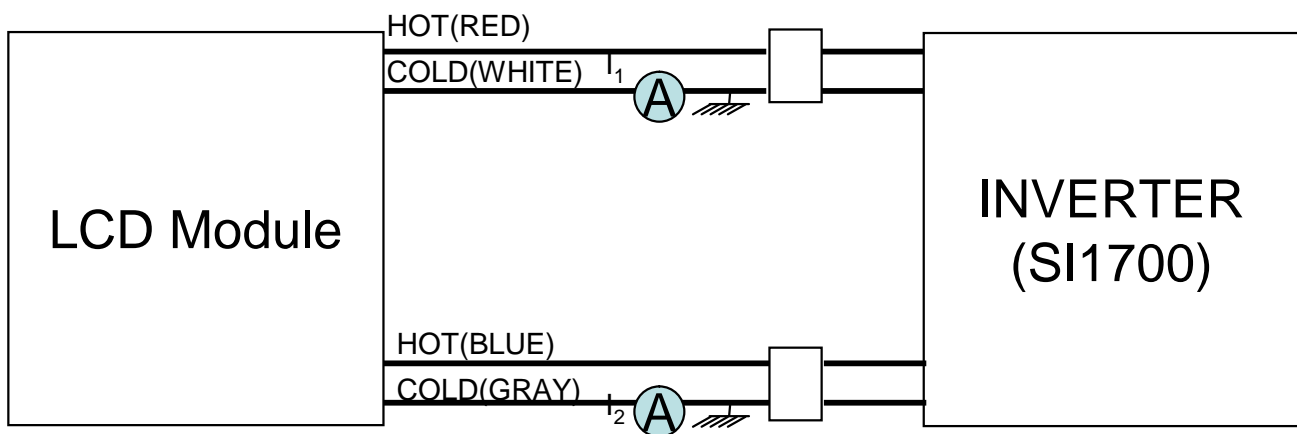 HOT(RED)
COLD(WHITE) I1
A
LCD Module
INVERTER
(SI1700)
HOT(BLUE)
COLD(GRAY) I2
A